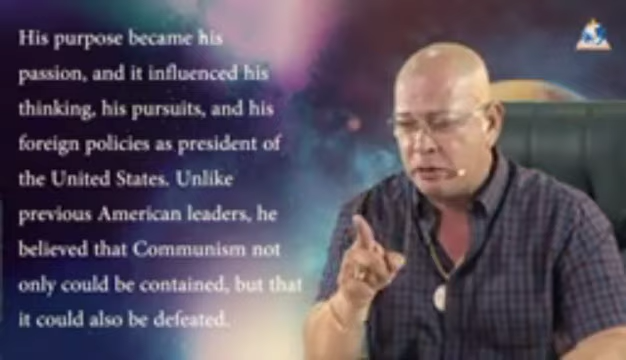 His purpose became his
passion, and it influenced his
thinking, his pursuits, and his
foreign policies as president of
the United States. Unlike
previous American leaders, he
believed that Communism not
only could be contained, but that
it could also be defeated.